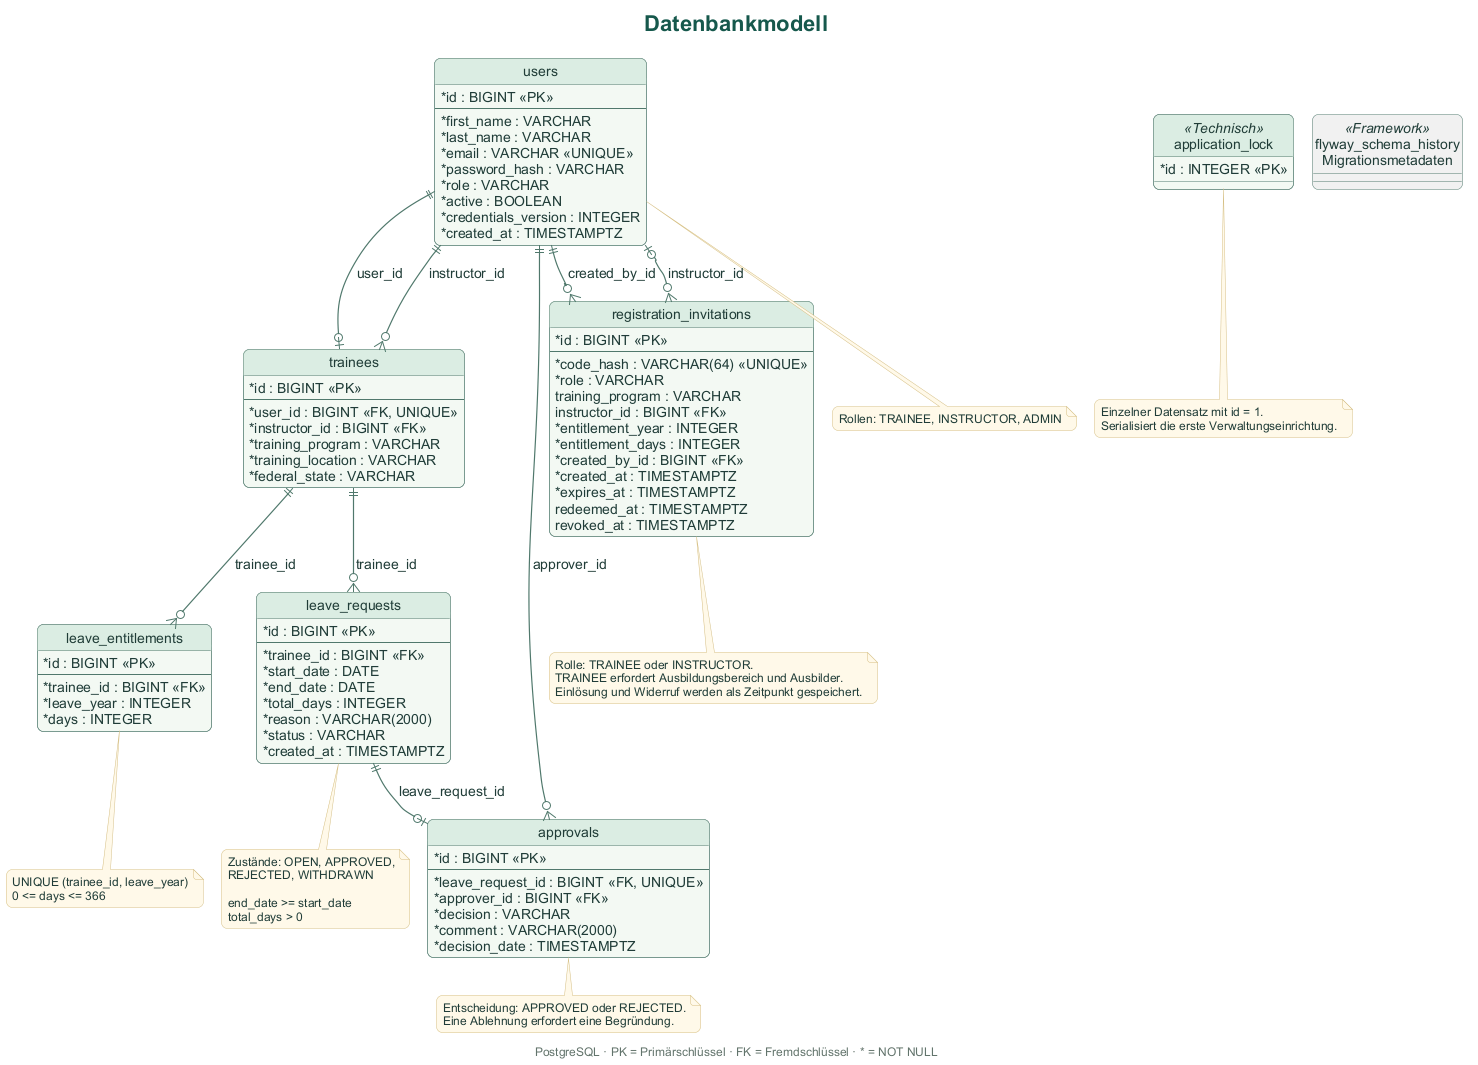 Datenbankmodell
users
*id : BIGINT «PK»
*first_name : VARCHAR
*last_name : VARCHAR
*email : VARCHAR «UNIQUE»
*password_hash : VARCHAR
*role : VARCHAR
*active : BOOLEAN
*credentials_version : INTEGER
*created_at : TIMESTAMPTZ
«Technisch»
application_lock
*id : INTEGER «PK»
«Framework»
flyway_schema_history
Migrationsmetadaten
user_id
instructor_id
created_by_id
instructor_id
trainees
*id : BIGINT «PK»
*user_id : BIGINT «FK, UNIQUE»
*instructor_id : BIGINT «FK»
*training_program : VARCHAR
*training_location : VARCHAR
*federal_state : VARCHAR
registration_invitations
*id : BIGINT «PK»
*code_hash : VARCHAR(64) «UNIQUE»
*role : VARCHAR
training_program : VARCHAR
instructor_id : BIGINT «FK»
*entitlement_year : INTEGER
*entitlement_days : INTEGER
*created_by_id : BIGINT «FK»
*created_at : TIMESTAMPTZ
*expires_at : TIMESTAMPTZ
redeemed_at : TIMESTAMPTZ
revoked_at : TIMESTAMPTZ
Rollen: TRAINEE, INSTRUCTOR, ADMIN
Einzelner Datensatz mit id = 1.
Serialisiert die erste Verwaltungseinrichtung.
trainee_id
trainee_id
approver_id
leave_entitlements
*id : BIGINT «PK»
*trainee_id : BIGINT «FK»
*leave_year : INTEGER
*days : INTEGER
leave_requests
*id : BIGINT «PK»
*trainee_id : BIGINT «FK»
*start_date : DATE
*end_date : DATE
*total_days : INTEGER
*reason : VARCHAR(2000)
*status : VARCHAR
*created_at : TIMESTAMPTZ
Rolle: TRAINEE oder INSTRUCTOR.
TRAINEE erfordert Ausbildungsbereich und Ausbilder.
Einlösung und Widerruf werden als Zeitpunkt gespeichert.
leave_request_id
UNIQUE (trainee_id, leave_year)
0 <= days <= 366
Zustände: OPEN, APPROVED,
REJECTED, WITHDRAWN
end_date >= start_date
total_days > 0
approvals
*id : BIGINT «PK»
*leave_request_id : BIGINT «FK, UNIQUE»
*approver_id : BIGINT «FK»
*decision : VARCHAR
*comment : VARCHAR(2000)
*decision_date : TIMESTAMPTZ
Entscheidung: APPROVED oder REJECTED.
Eine Ablehnung erfordert eine Begründung.
PostgreSQL · PK = Primärschlüssel · FK = Fremdschlüssel · * = NOT NULL